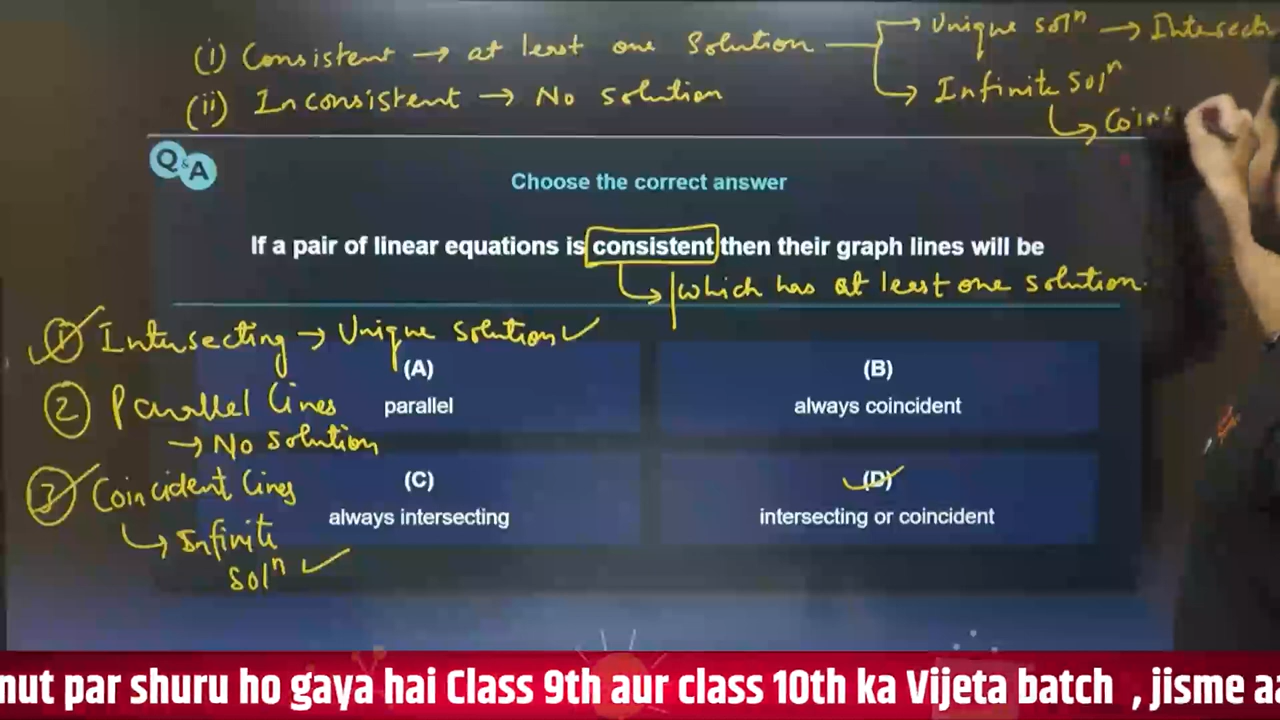 (i) Consistent → at least one solution → Unique solⁿ → Intersect
→ Infinite solⁿ
(ii) Inconsistent → No solution
↳ Coin
Q&A
Choose the correct answer
If a pair of linear equations is consistent then their graph lines will be
↳ which has at least one solution.
① Intersecting → Unique solution ✓
(A)
parallel
(B)
always coincident
② Parallel lines
→ No solution
③ Coincident lines
↳ Infinite
solⁿ ✓
(C)
always intersecting
(D)
intersecting or coincident
nut par shuru ho gaya hai Class 9th aur class 10th ka Vijeta batch , jisme aa